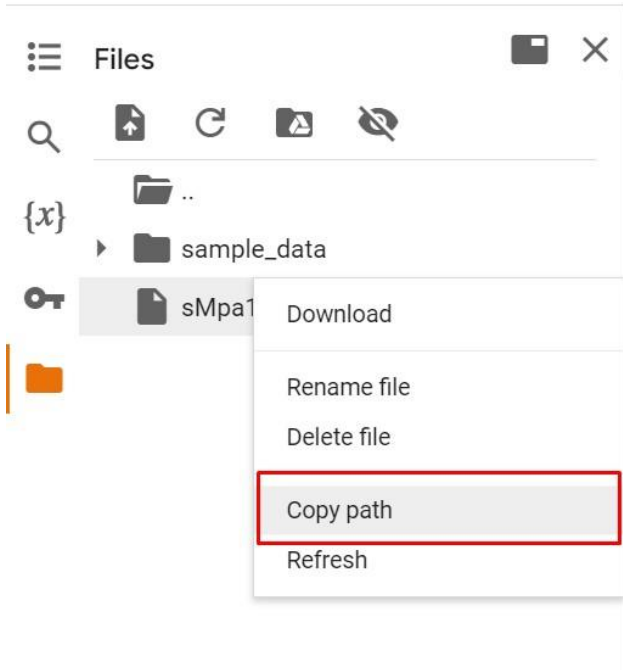 Files
{x}
..
sample_data
sMpa1
Download
Rename file
Delete file
Copy path
Refresh